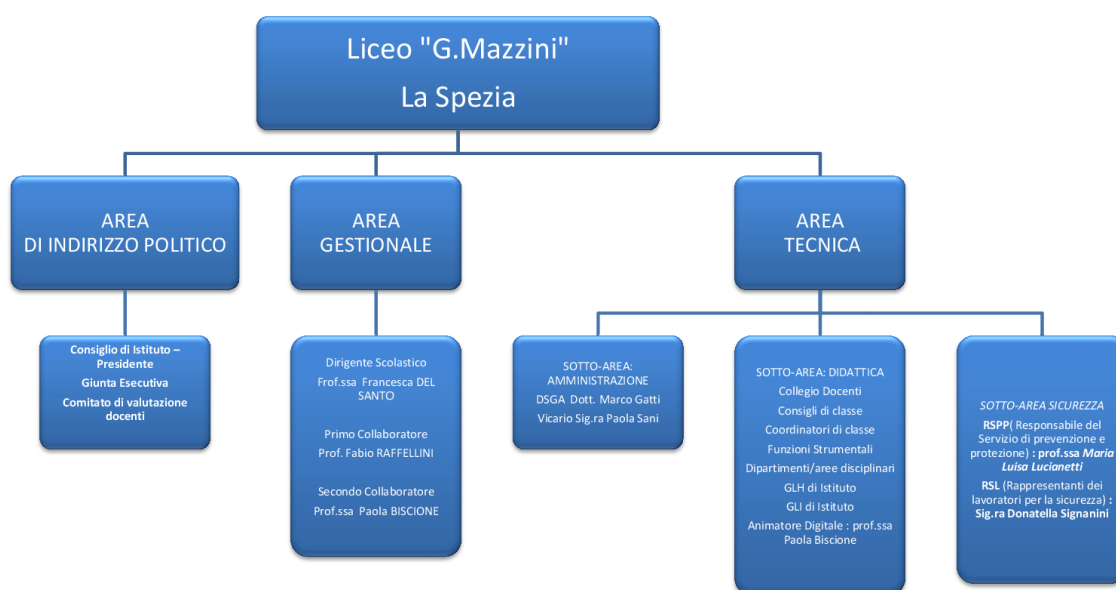 Liceo "G.Mazzini"
La Spezia
AREA
DI INDIRIZZO POLITICO
AREA
GESTIONALE
AREA
TECNICA
Consiglio di Istituto –
Presidente
Giunta Esecutiva
Comitato di valutazione
docenti
Dirigente Scolastico
Frof.ssa Francesca DEL
SANTO
Primo Collaboratore
Prof. Fabio RAFFELLINI
Secondo Collaboratore
Prof.ssa Paola BISCIONE
SOTTO-AREA:
AMMINISTRAZIONE
DSGA Dott. Marco Gatti
Vicario Sig.ra Paola Sani
SOTTO-AREA: DIDATTICA
Collegio Docenti
Consigli di classe
Coordinatori di classe
Funzioni Strumentali
Dipartimenti/aree disciplinari
GLH di Istituto
GLI di Istituto
Animatore Digitale : prof.ssa
Paola Biscione
SOTTO-AREA SICUREZZA
RSPP( Responsabile del
Servizio di prevenzione e
protezione) : prof.ssa Maria
Luisa Lucianetti
RSL (Rappresentanti dei
lavoratori per la sicurezza) :
Sig.ra Donatella Signanini